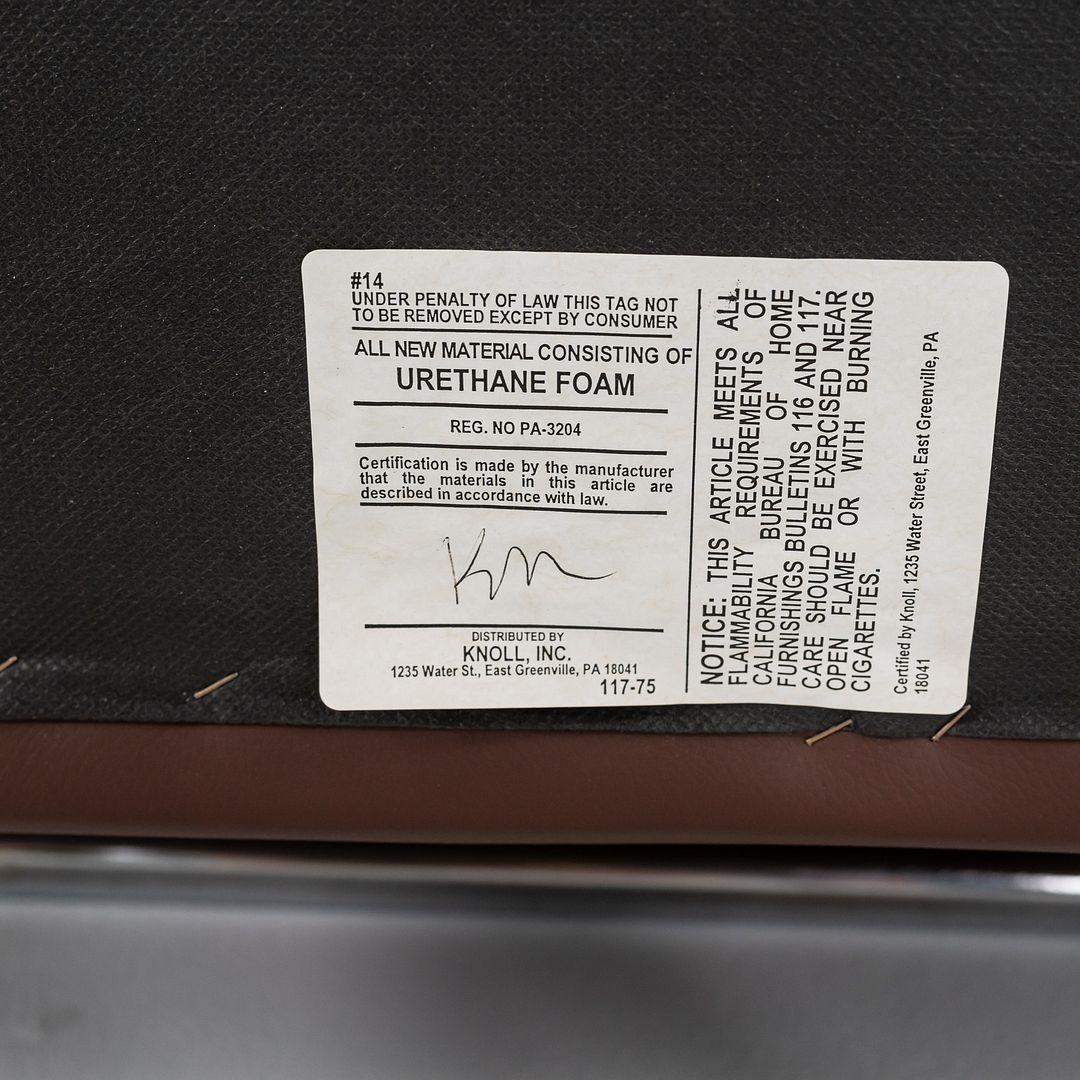 #14
UNDER PENALTY OF LAW THIS TAG NOT
TO BE REMOVED EXCEPT BY CONSUMER
ALL NEW MATERIAL CONSISTING OF
URETHANE FOAM
REG. NO PA-3204
Certification is made by the manufacturer
that the materials in this article are
described in accordance with law.
DISTRIBUTED BY
KNOLL, INC.
1235 Water St., East Greenville, PA 18041
117-75
NOTICE: THIS ARTICLE MEETS ALL
FLAMMABILITY REQUIREMENTS OF
CALIFORNIA BUREAU OF HOME
FURNISHINGS BULLETINS 116 AND 117.
CARE SHOULD BE EXERCISED NEAR
OPEN FLAME OR WITH BURNING
CIGARETTES.
Certified by Knoll, 1235 Water Street, East Greenville, PA
18041